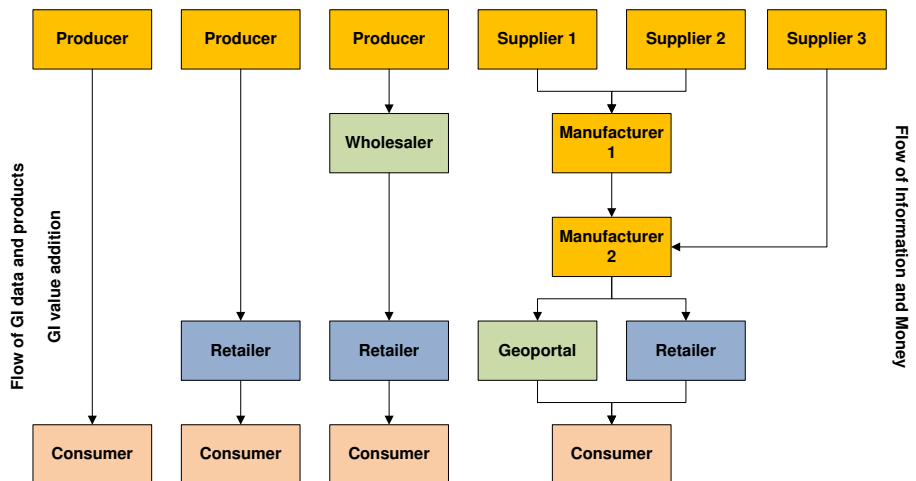 Producer
Producer
Producer
Supplier 1
Supplier 2
Supplier 3
Wholesaler
Manufacturer
1
Flow of GI data and products
GI value addition
Flow of Information and Money
Manufacturer
2
Retailer
Retailer
Geoportal
Retailer
Consumer
Consumer
Consumer
Consumer